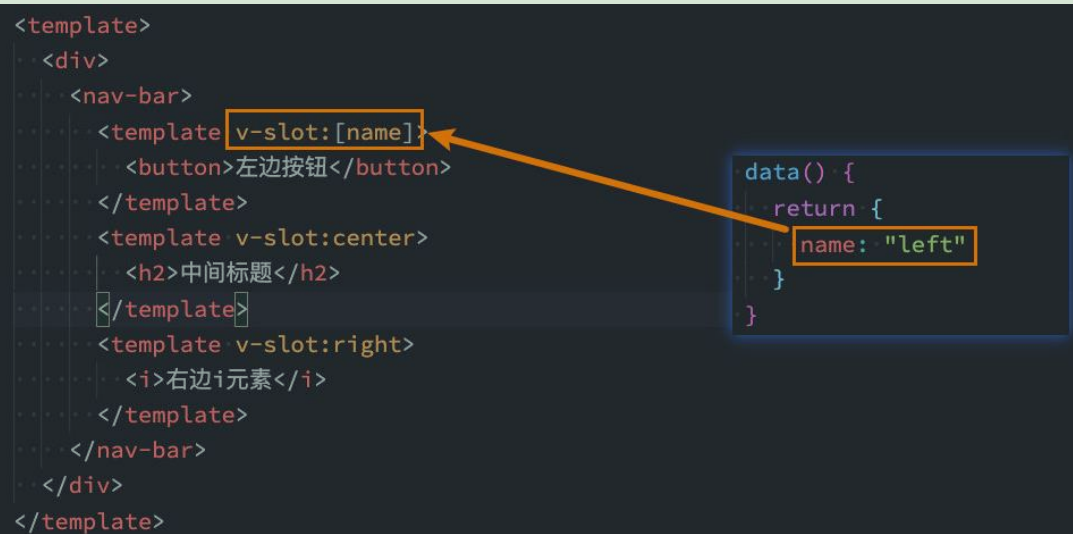 <template>
<div>
<nav-bar>
<template v-slot:[name]>
<button>左边按钮</button>
</template>
<template v-slot:center>
<h2>中间标题</h2>
</template>
<template v-slot:right>
<i>右边i元素</i>
</template>
</nav-bar>
</div>
</template>
data() {
return {
name: "left"
}
}